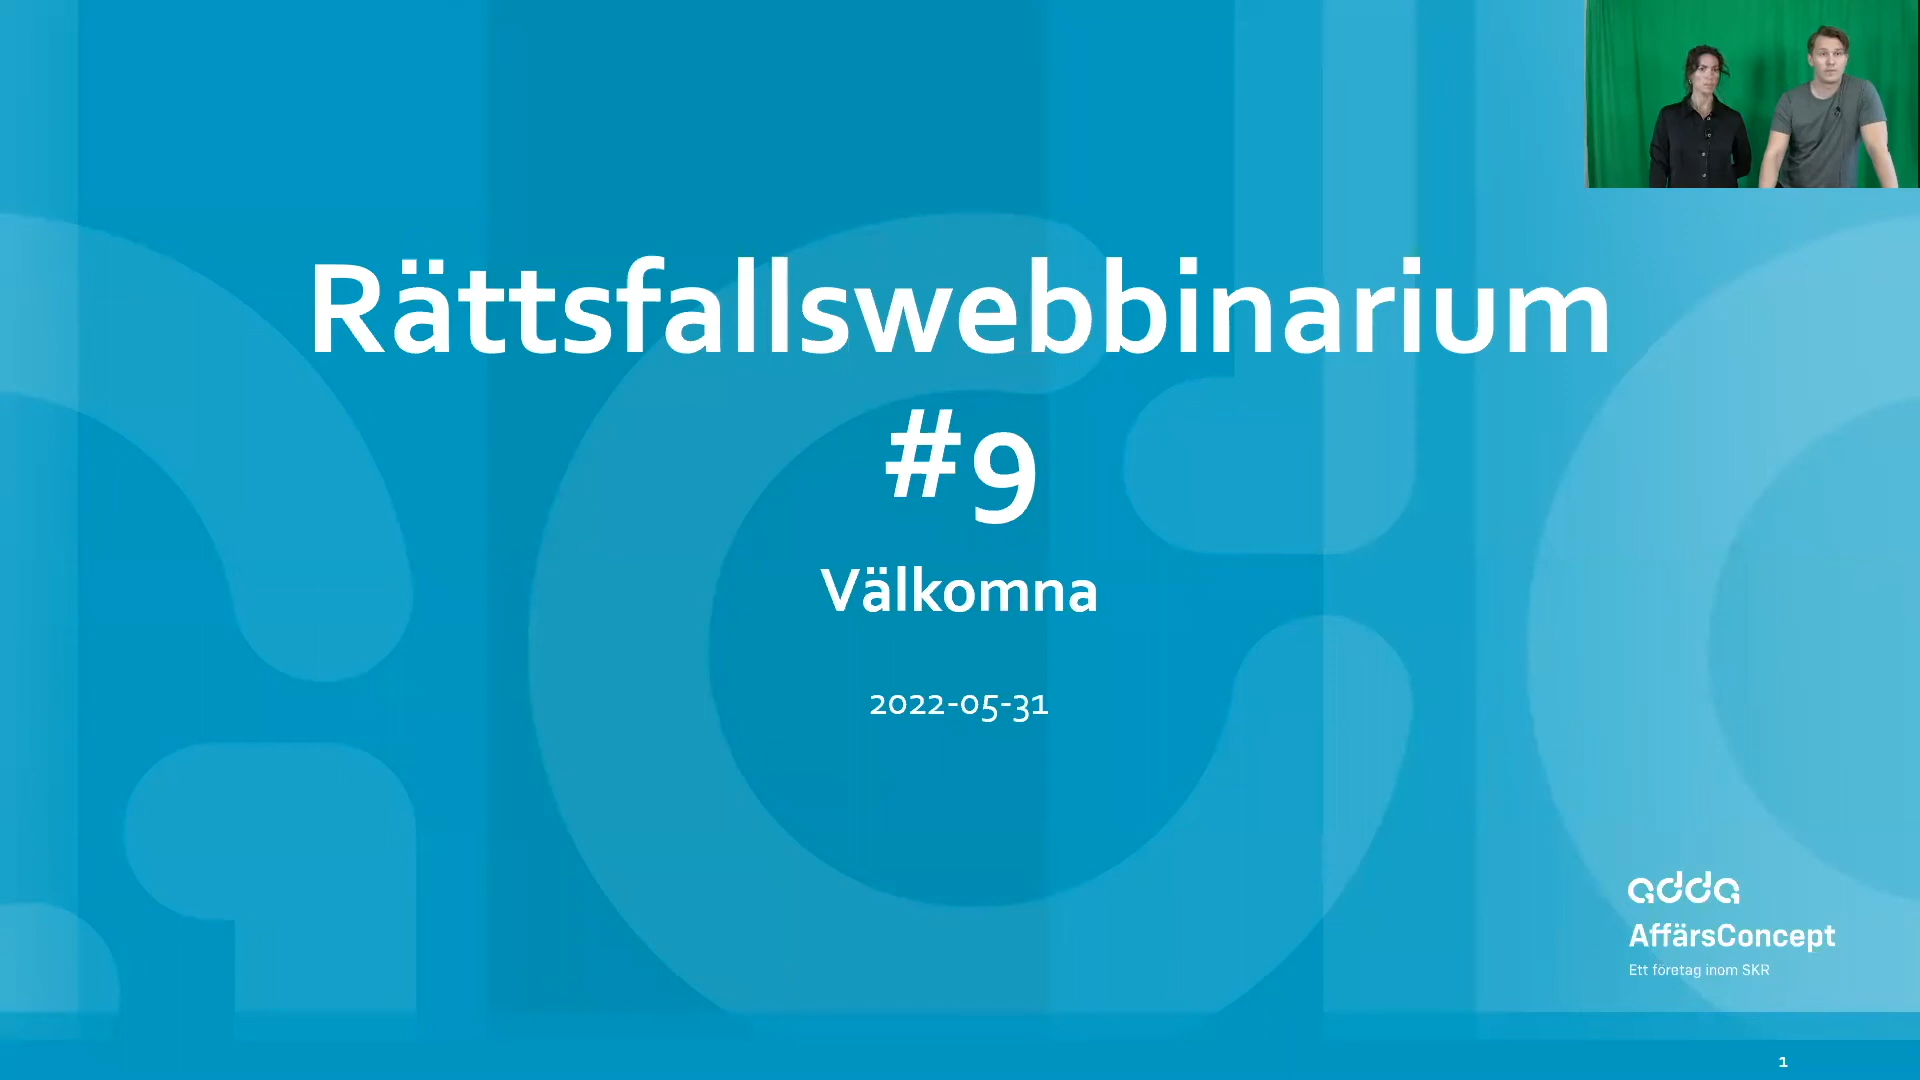 Rättsfallswebbinarium
#9
Välkomna
2022-05-31
adda
AffärsConcept
Ett företag inom SKR
1